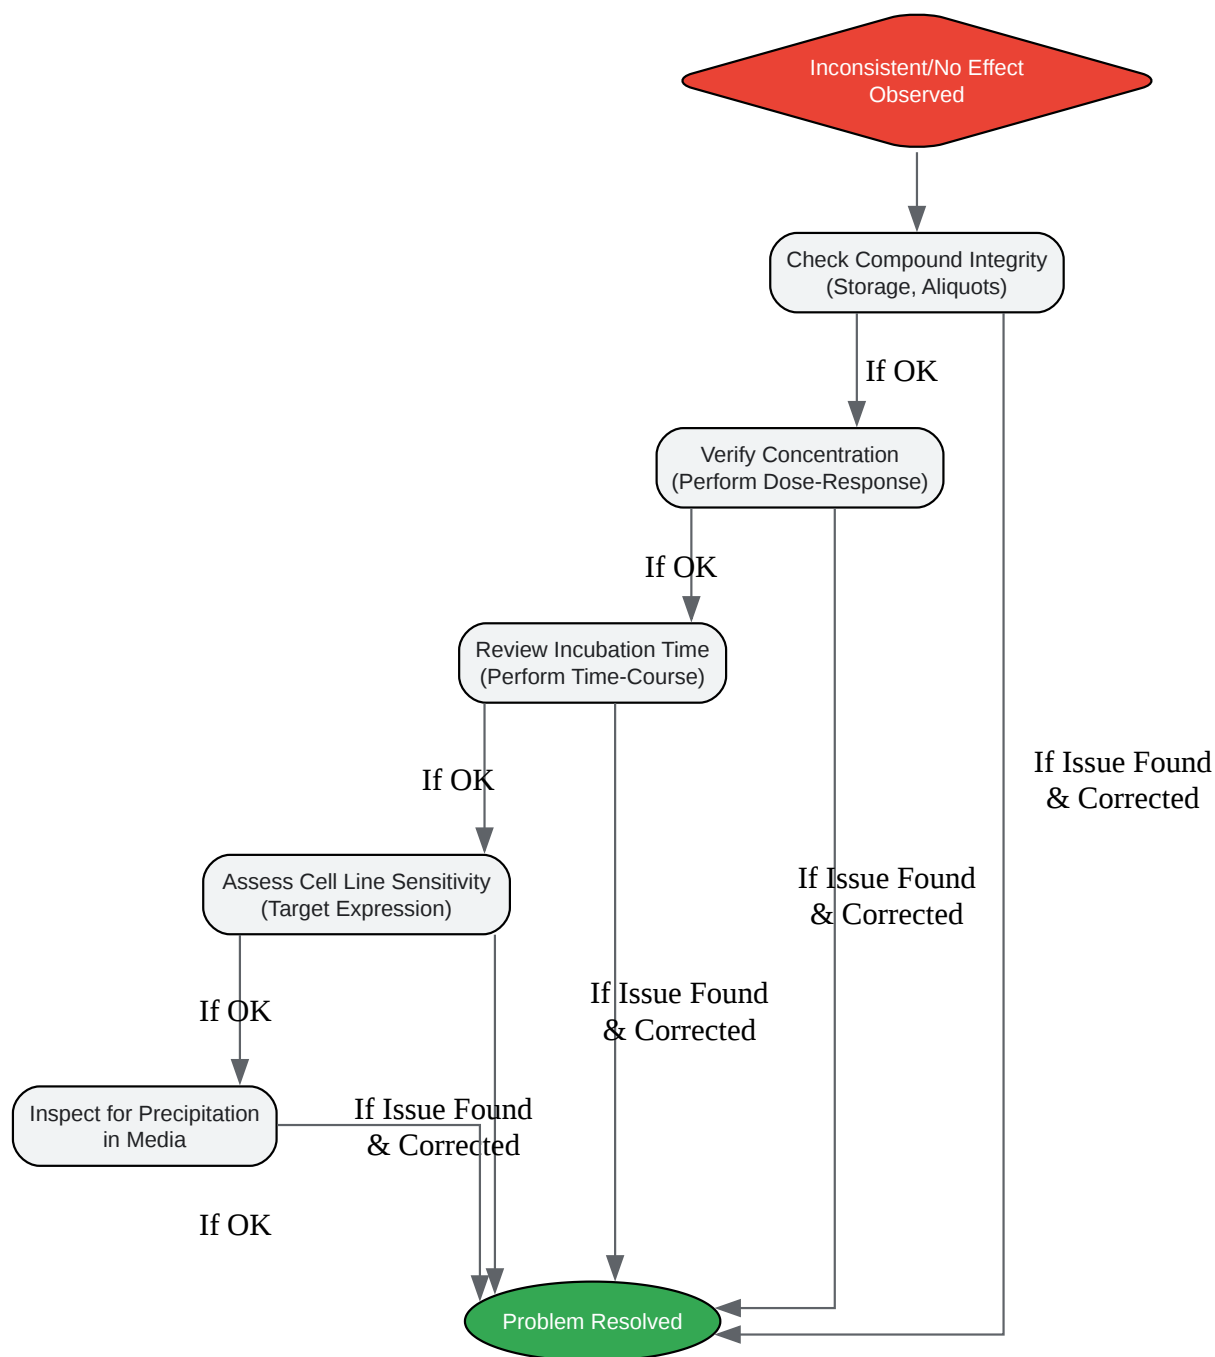 Inconsistent/No Effect
Observed
Check Compound Integrity
(Storage, Aliquots)
If OK
Verify Concentration
(Perform Dose-Response)
If OK
Review Incubation Time
(Perform Time-Course)
If OK
If Issue Found
& Corrected
Assess Cell Line Sensitivity
(Target Expression)
If Issue Found
& Corrected
If OK
If Issue Found
& Corrected
Inspect for Precipitation
in Media
If Issue Found
& Corrected
If OK
Problem Resolved